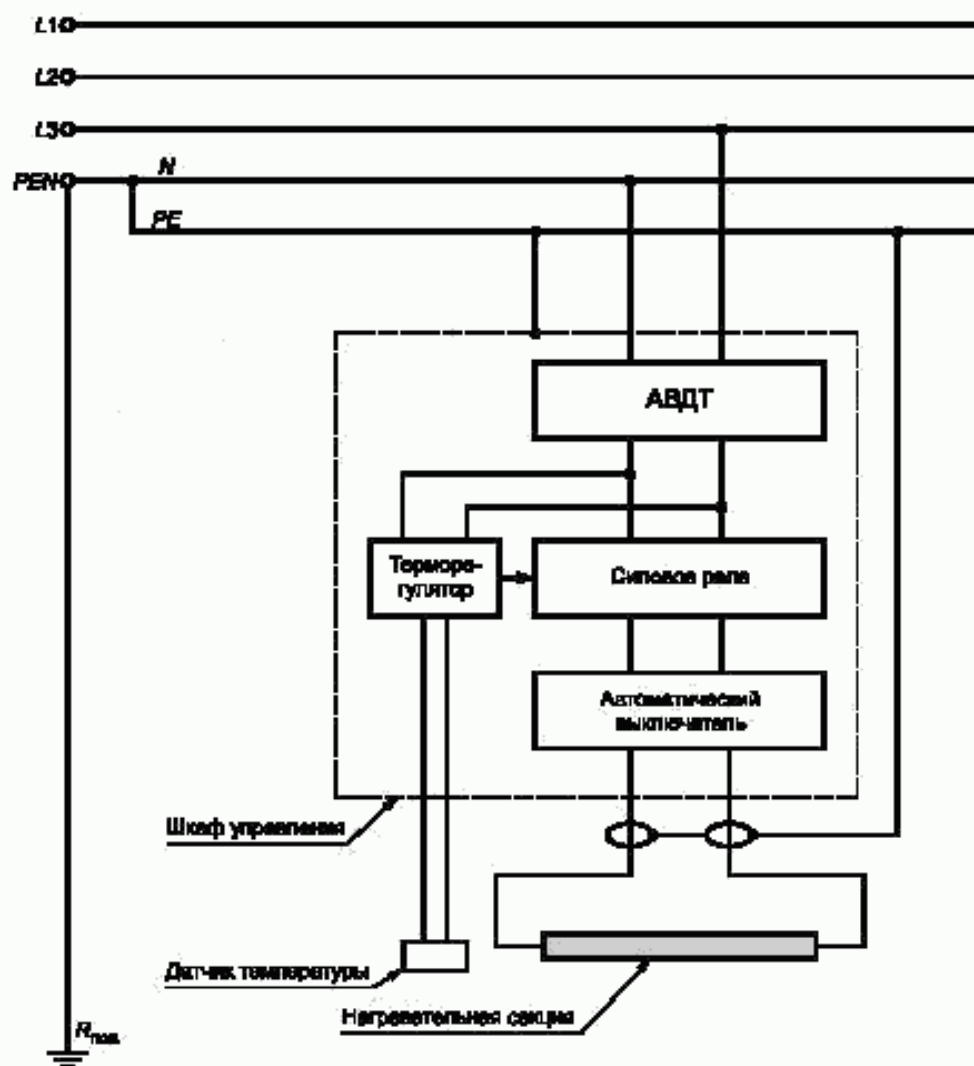 L1
L2
L3
PEN
N
PE
АВДТ
Терморе-
гулятор
Силовое реле
Автоматический
выключатель
Шкаф управления
Датчик температуры
Нагревательная секция
Rпов.